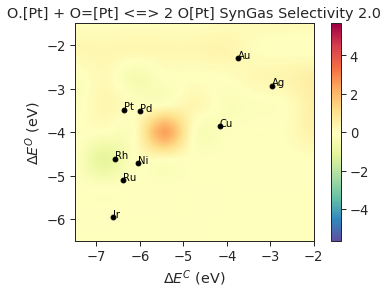 O.[Pt] + O=[Pt] <=> 2 O[Pt] SynGas Selectivity 2.0
−2
−3
−4
−5
−6
ΔE^O (eV)
Au
Ag
Pt
Pd
Cu
Rh
Ni
Ru
Ir
−7
−6
−5
−4
−3
−2
ΔE^C (eV)
4
2
0
−2
−4